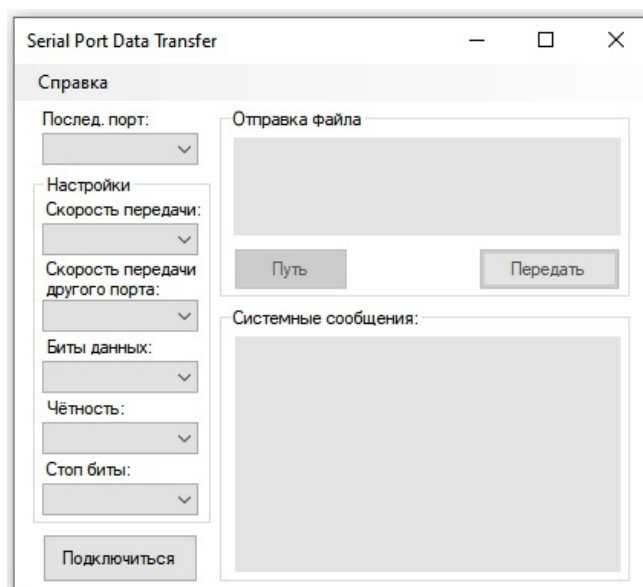 Serial Port Data Transfer
Справка
Послед. порт:
Настройки
Скорость передачи:
Скорость передачи
другого порта:
Биты данных:
Чётность:
Стоп биты:
Подключиться
Отправка файла
Путь
Передать
Системные сообщения: